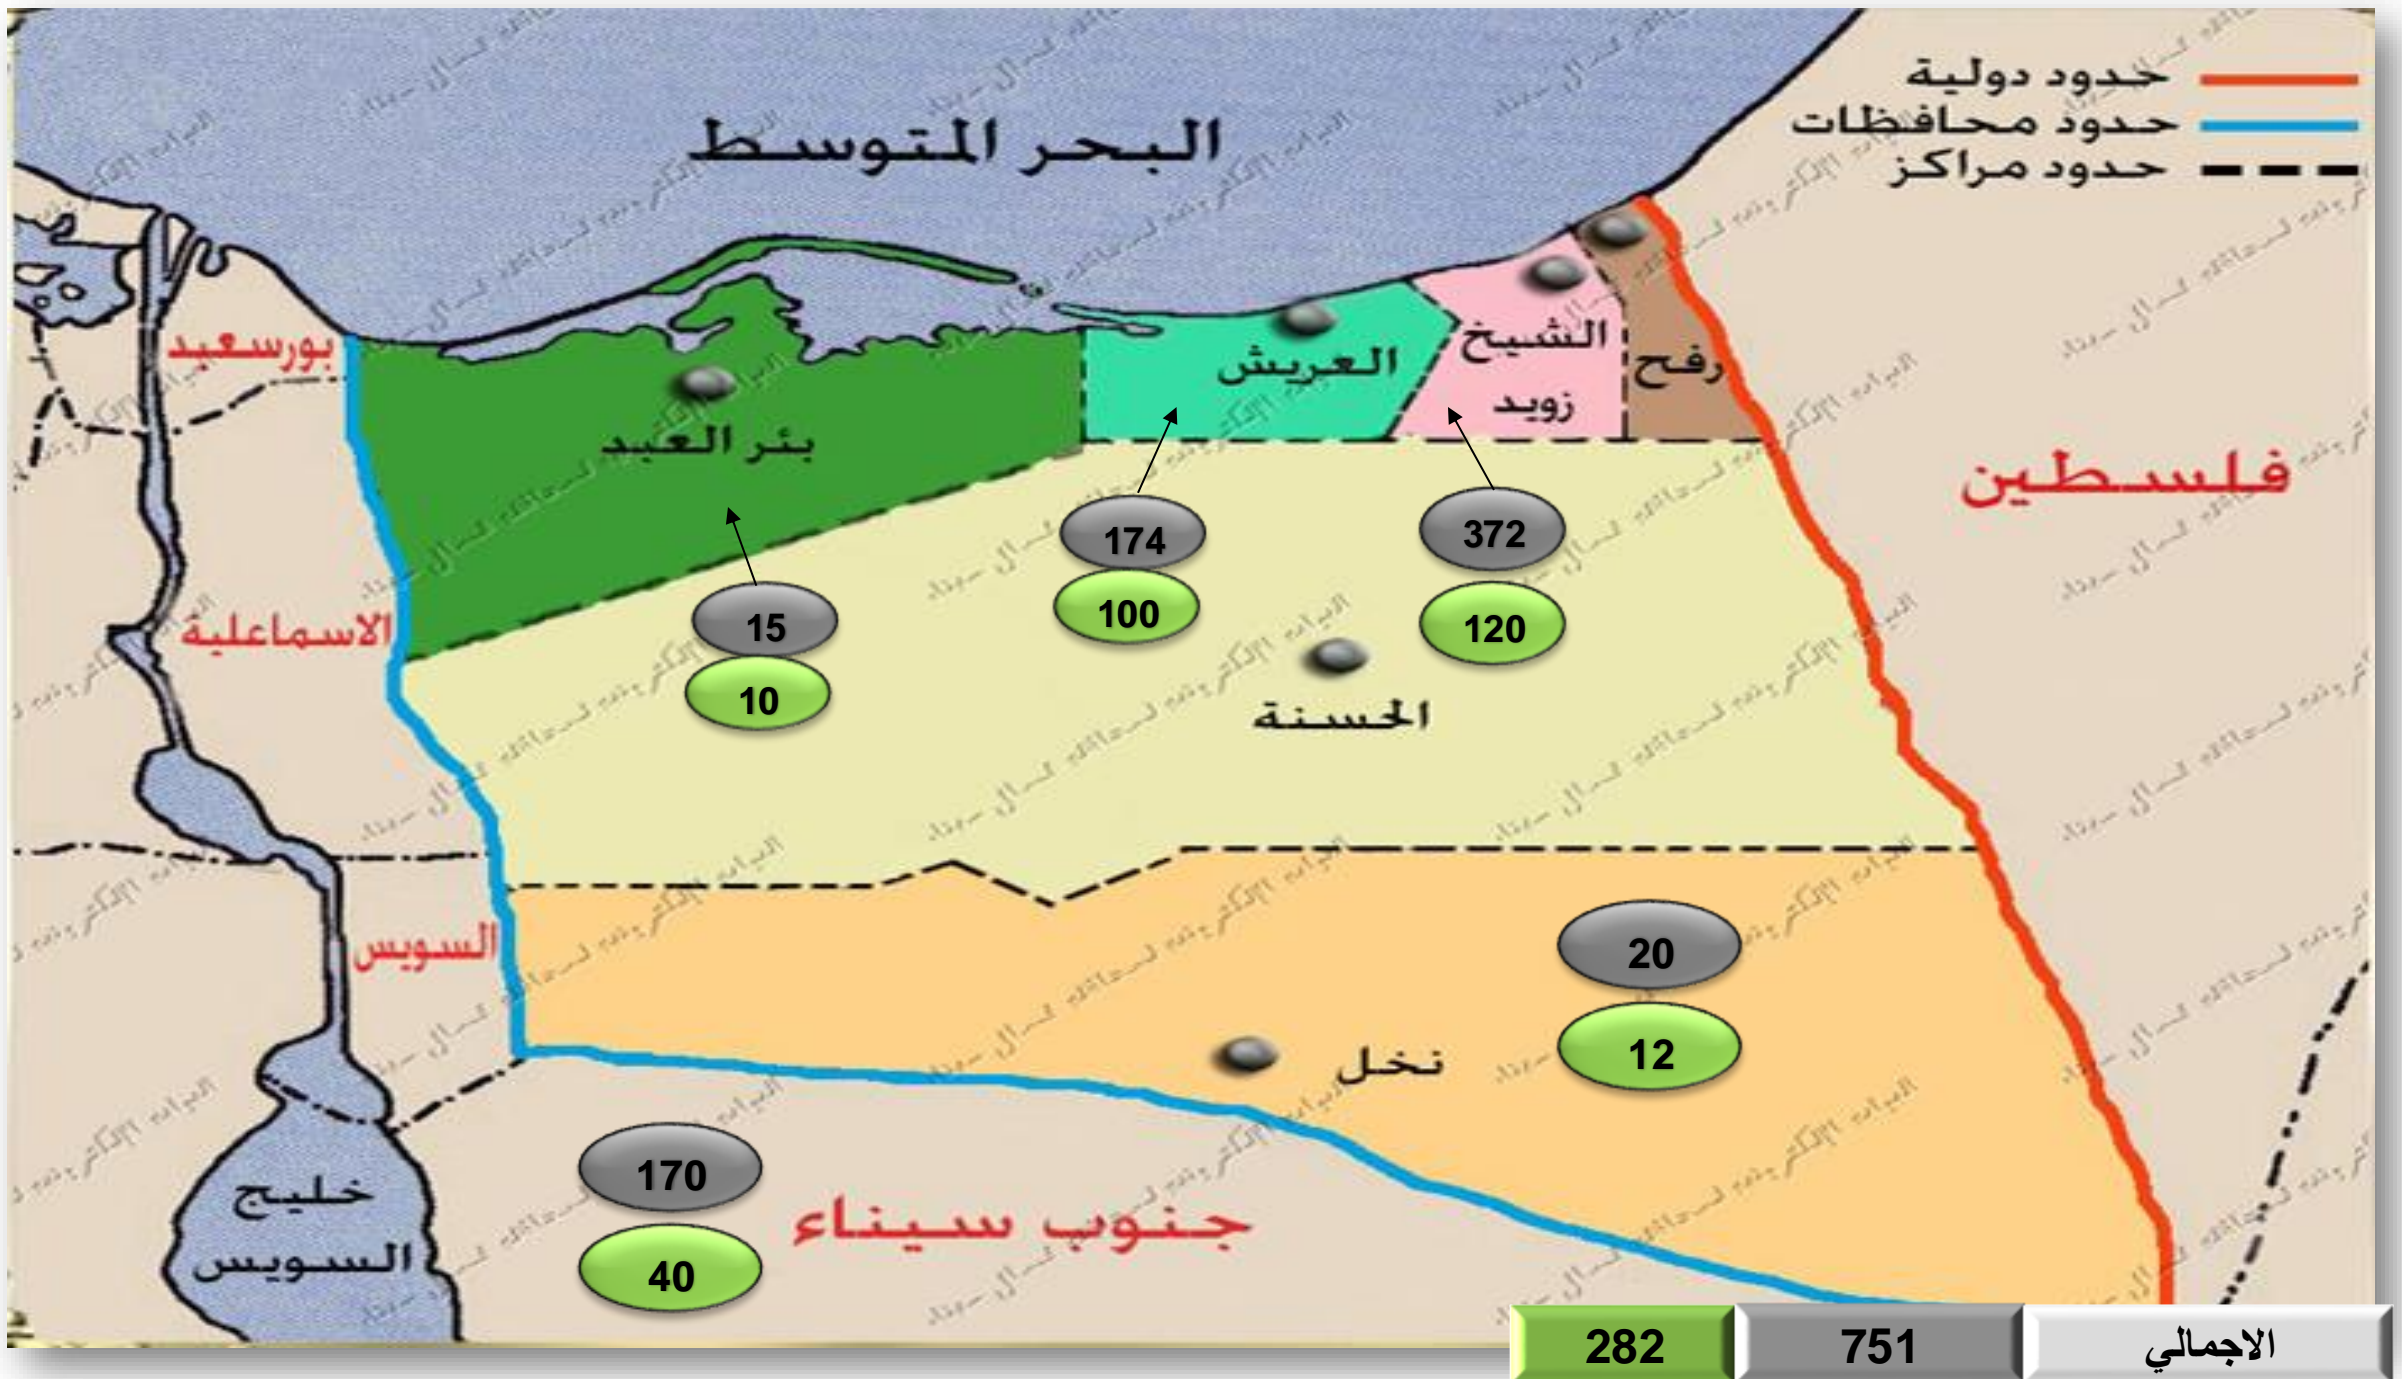 حدود دولية
حدود محافظات
حدود مراكز
البحر المتوسط
بورسعيد
الشيخ
زويد
رفح
العريش
بئر العبد
فلسطين
174
100
372
120
15
10
الاسماعلية
الحسنة
السويس
20
12
نخل
170
40
جنوب سيناء
خليج
السويس
الاجمالي 751 282